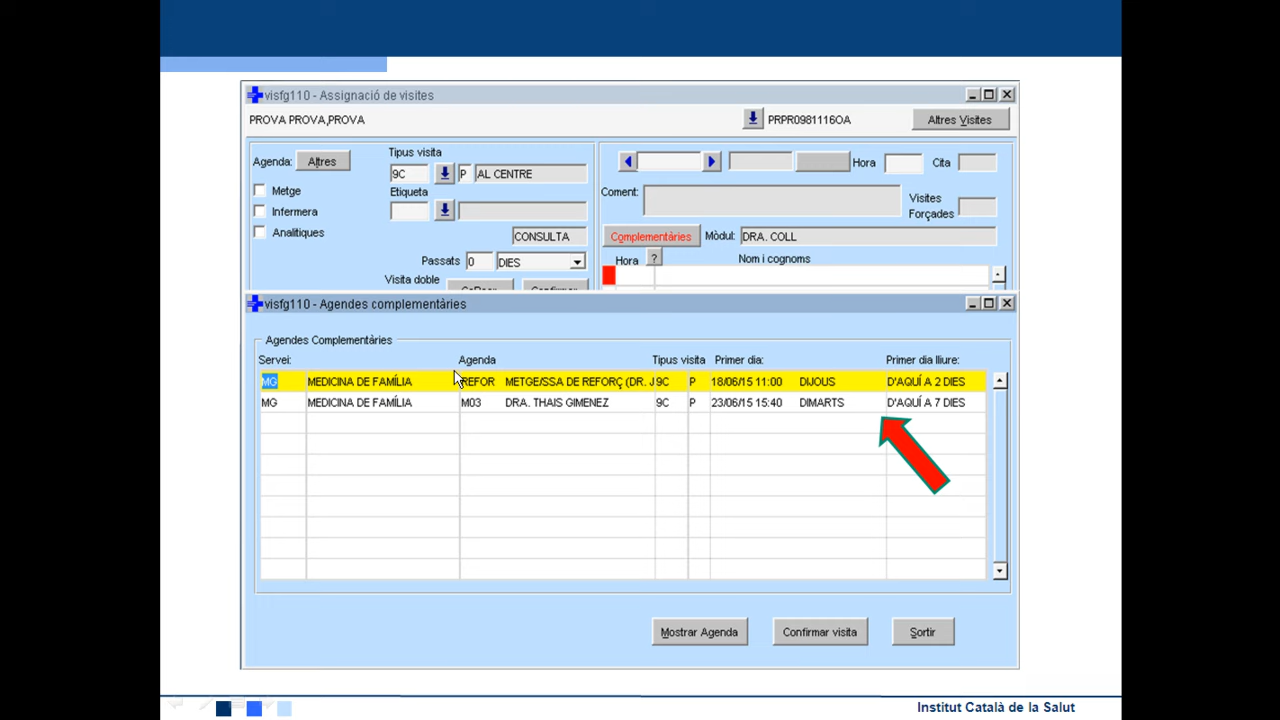 visfg110 - Assignació de visites
PROVA PROVA,PROVA
PRPR0981116OA
Altres Visites
Agenda:
Altres
Tipus visita
9C
P
AL CENTRE
Hora
Cita
Metge
Etiqueta
Coment:
Visites
Forçades
Infermera
Analítiques
CONSULTA
Complementàries
Mòdul:
DRA. COLL
Passats
0
DIES
Hora
?
Nom i cognoms
Visita doble
visfg110 - Agendes complementàries
Agendes Complementàries
Servei: Agenda Tipus visita Primer dia: Primer dia lliure:
MG MEDICINA DE FAMÍLIA REFOR METGE/SSA DE REFORÇ (DR. J 9C P 18/06/15 11:00 DIJOUS D'AQUÍ A 2 DIES
MG MEDICINA DE FAMÍLIA M03 DRA. THAIS GIMENEZ 9C P 23/06/15 15:40 DIMARTS D'AQUÍ A 7 DIES
Mostrar Agenda
Confirmar visita
Sortir
Institut Català de la Salut